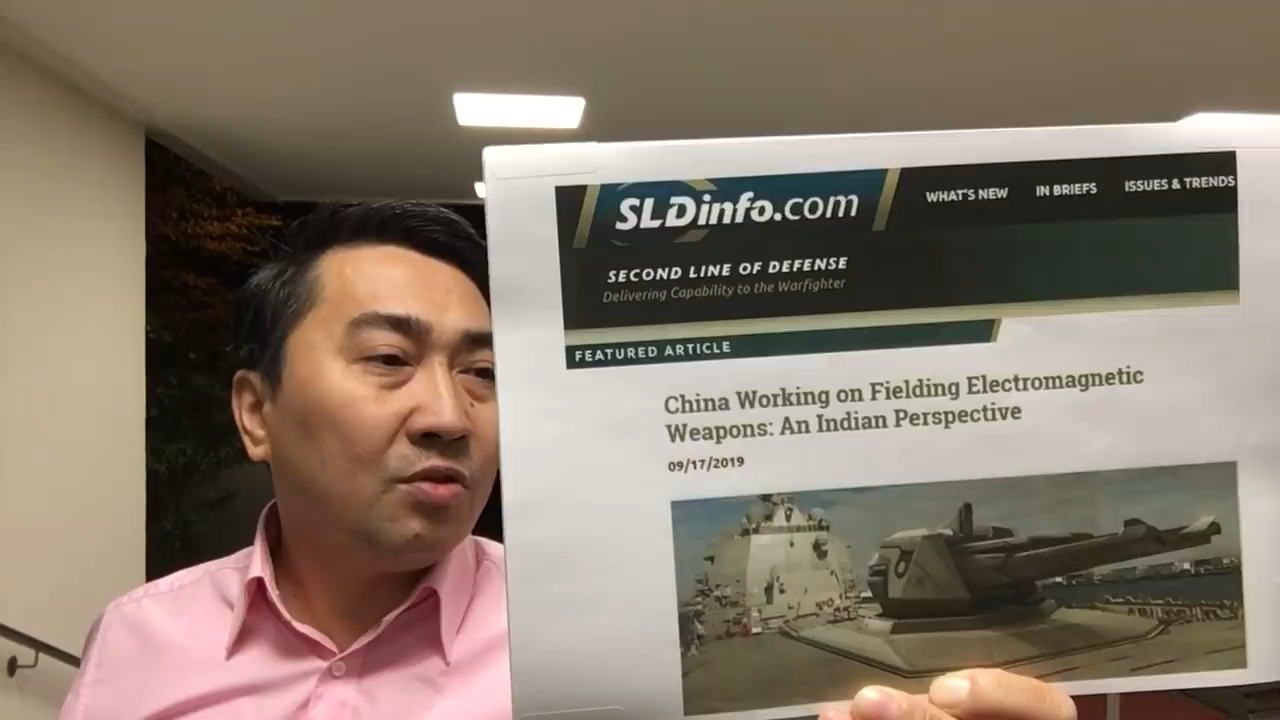 SLDinfo.com
WHAT'S NEW IN BRIEFS ISSUES & TRENDS
SECOND LINE OF DEFENSE
Delivering Capability to the Warfighter
FEATURED ARTICLE
China Working on Fielding Electromagnetic
Weapons: An Indian Perspective
09/17/2019